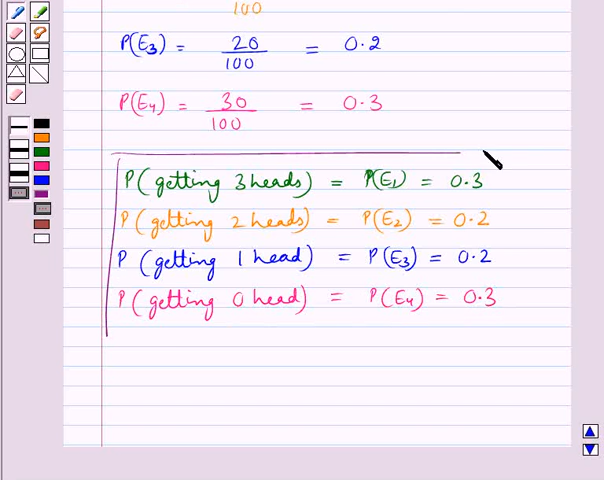 100
P(E3) = 20/100 = 0.2
P(E4) = 30/100 = 0.3
P(getting 3 heads) = P(E1) = 0.3
P(getting 2 heads) = P(E2) = 0.2
P(getting 1 head) = P(E3) = 0.2
P(getting 0 head) = P(E4) = 0.3